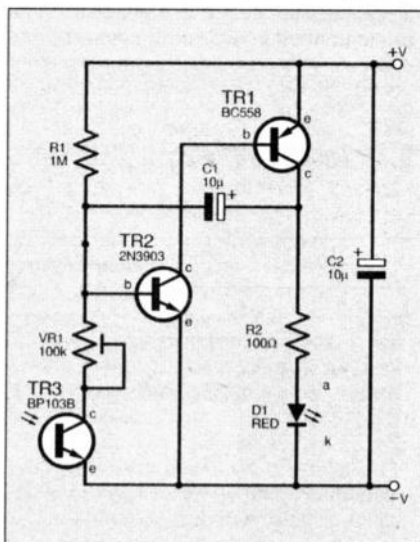 +V
TR1
BC558
e
b
c
R1
1M
C1
10µ
+
TR2
2N3903
c
b
e
+
C2
10µ
VR1
100k
R2
100Ω
TR3
BP103B
c
e
a
D1
RED
k
−V